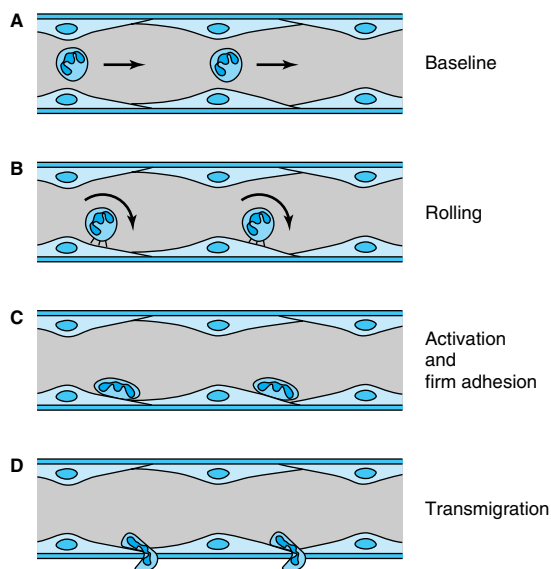 A
Baseline
B
Rolling
C
Activation
and
firm adhesion
D
Transmigration